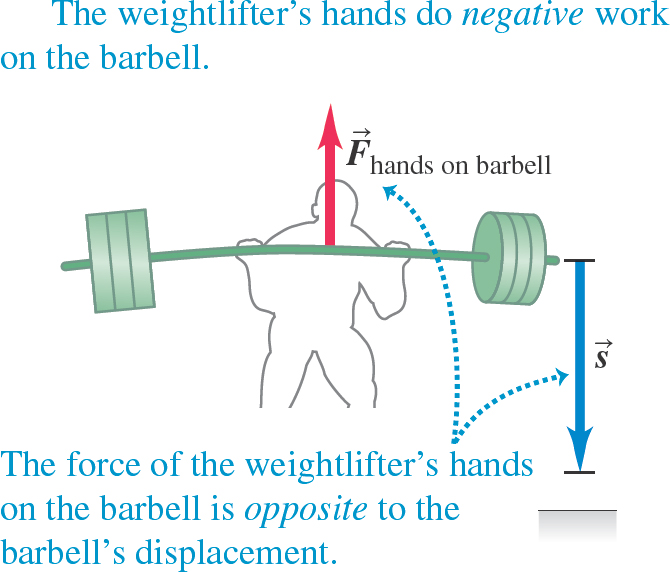 The weightlifter’s hands do negative work
on the barbell.
F⃗ hands on barbell
s⃗
The force of the weightlifter’s hands
on the barbell is opposite to the
barbell’s displacement.